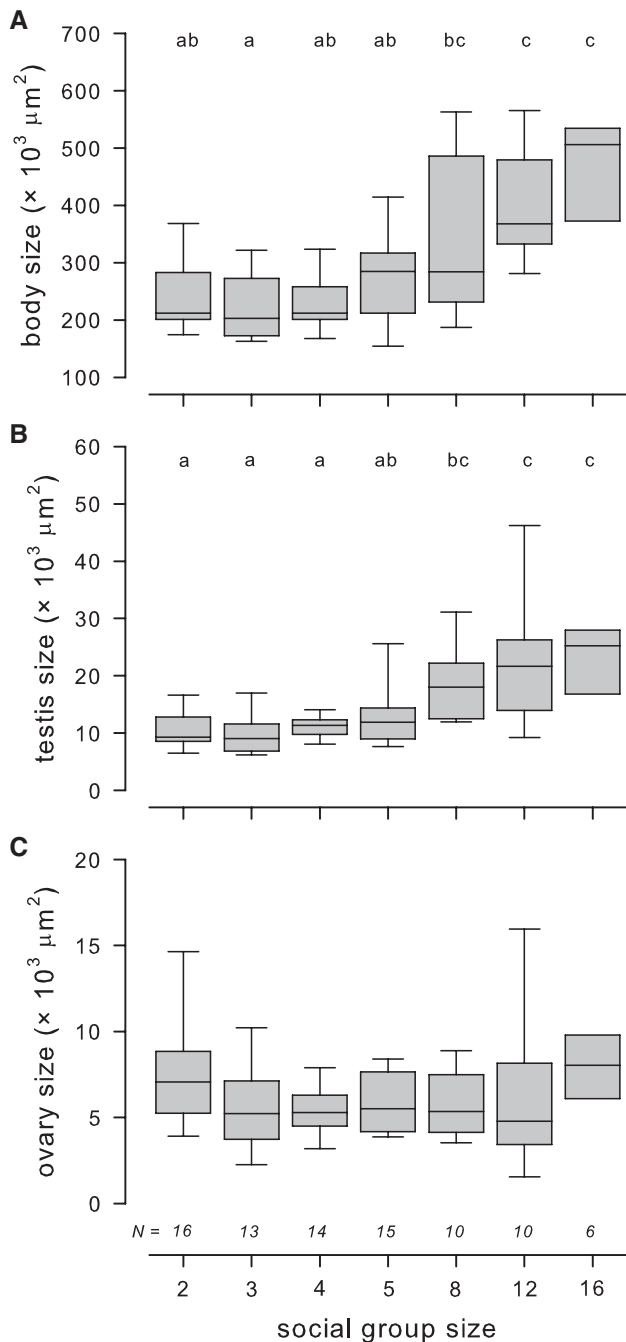 A
body size (× 10³ µm²)
700
600
500
400
300
200
100
ab a ab ab bc c c
B
testis size (× 10³ µm²)
60
50
40
30
20
10
0
a a a ab bc c c
C
ovary size (× 10³ µm²)
20
15
10
5
0
N = 16 13 14 15 10 10 6
2 3 4 5 8 12 16
social group size